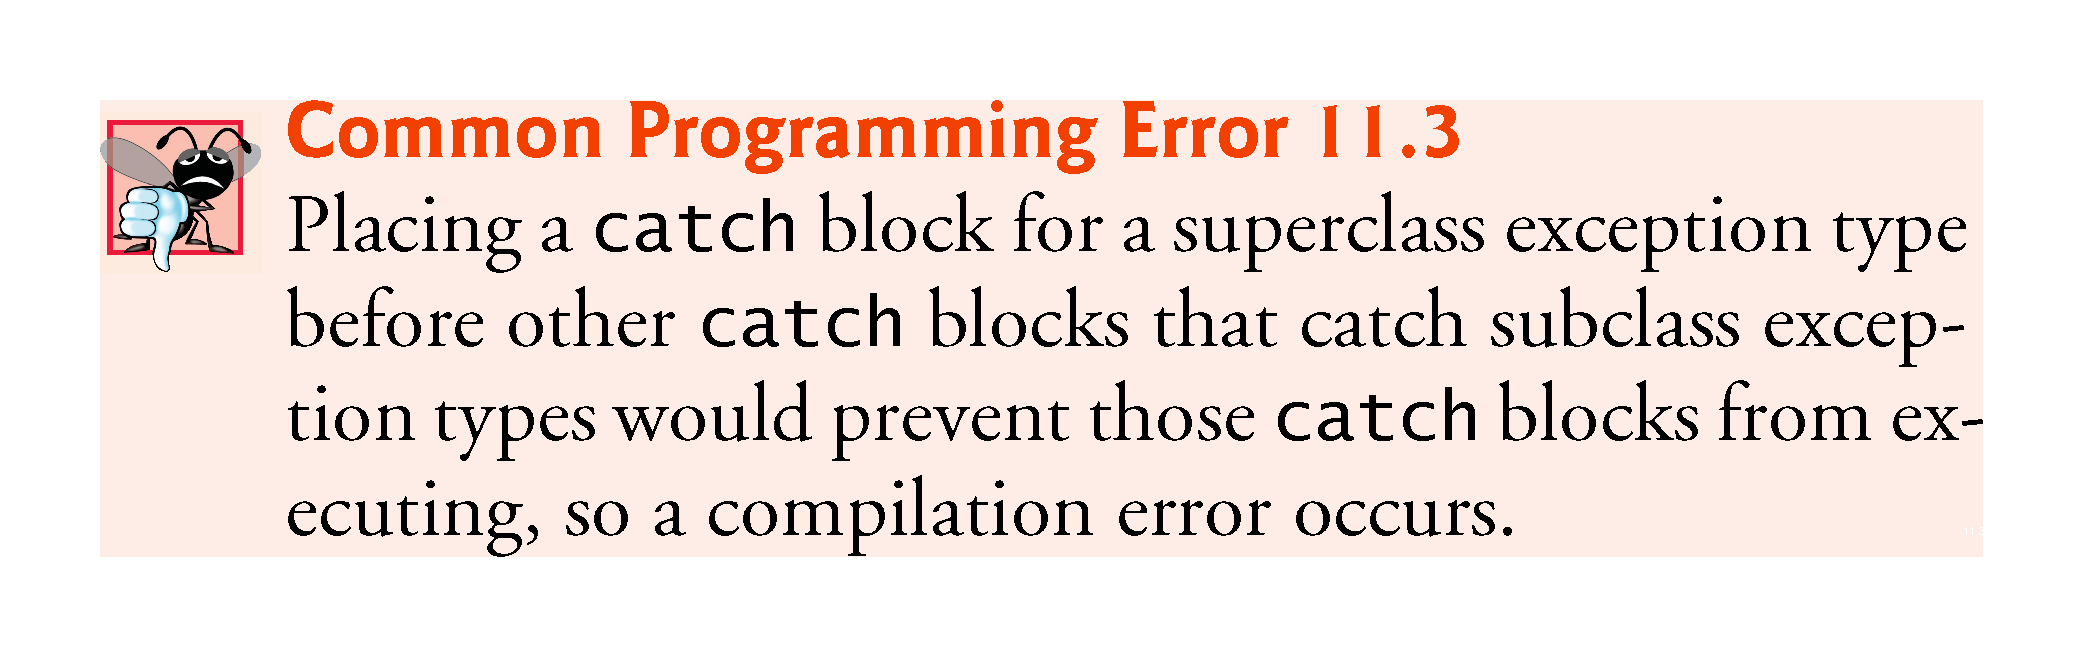 Common Programming Error 11.3
Placing a catch block for a superclass exception type
before other catch blocks that catch subclass excep-
tion types would prevent those catch blocks from ex-
ecuting, so a compilation error occurs.